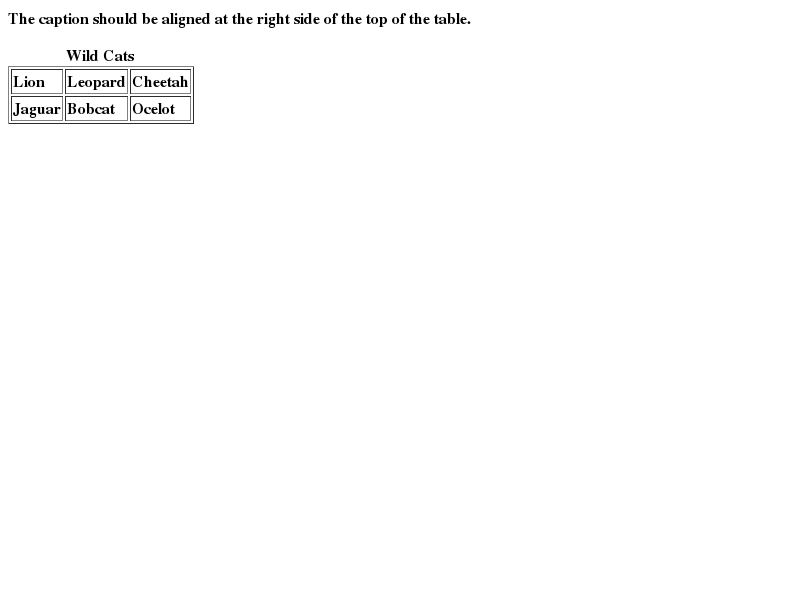 The caption should be aligned at the right side of the top of the table.
Wild Cats
Lion Leopard Cheetah
Jaguar Bobcat Ocelot